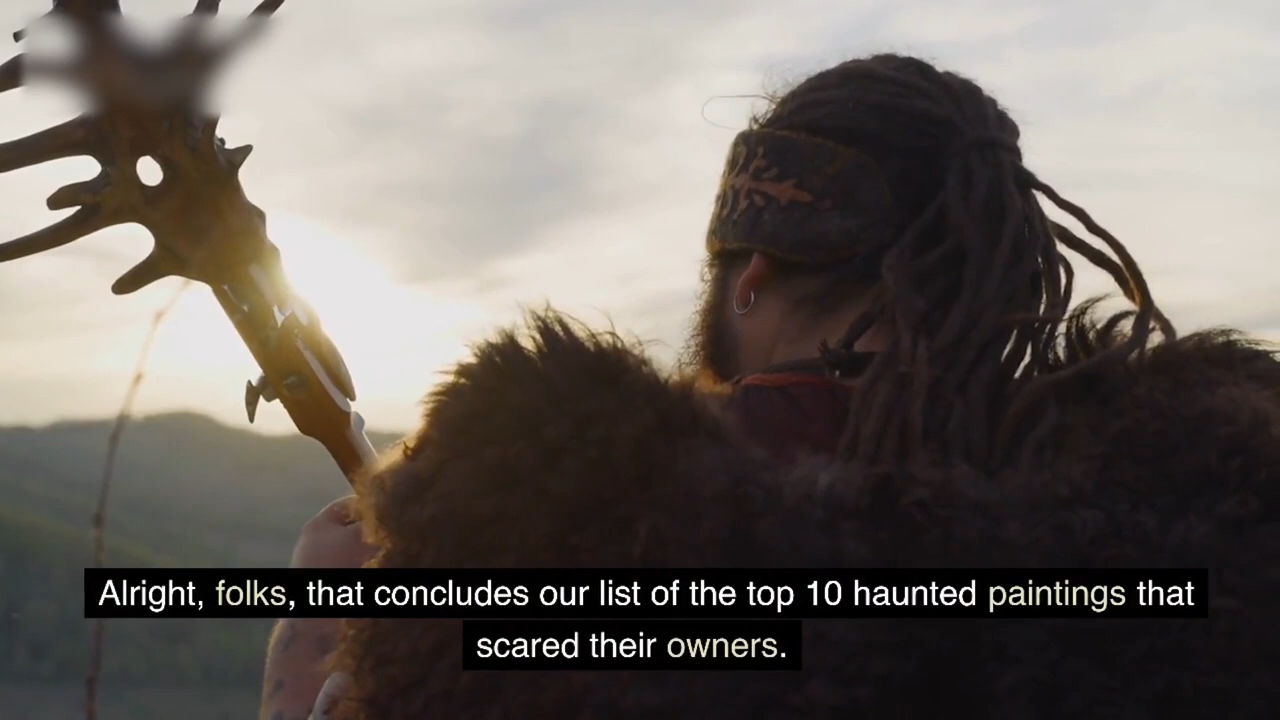 Alright, folks, that concludes our list of the top 10 haunted paintings that
scared their owners.